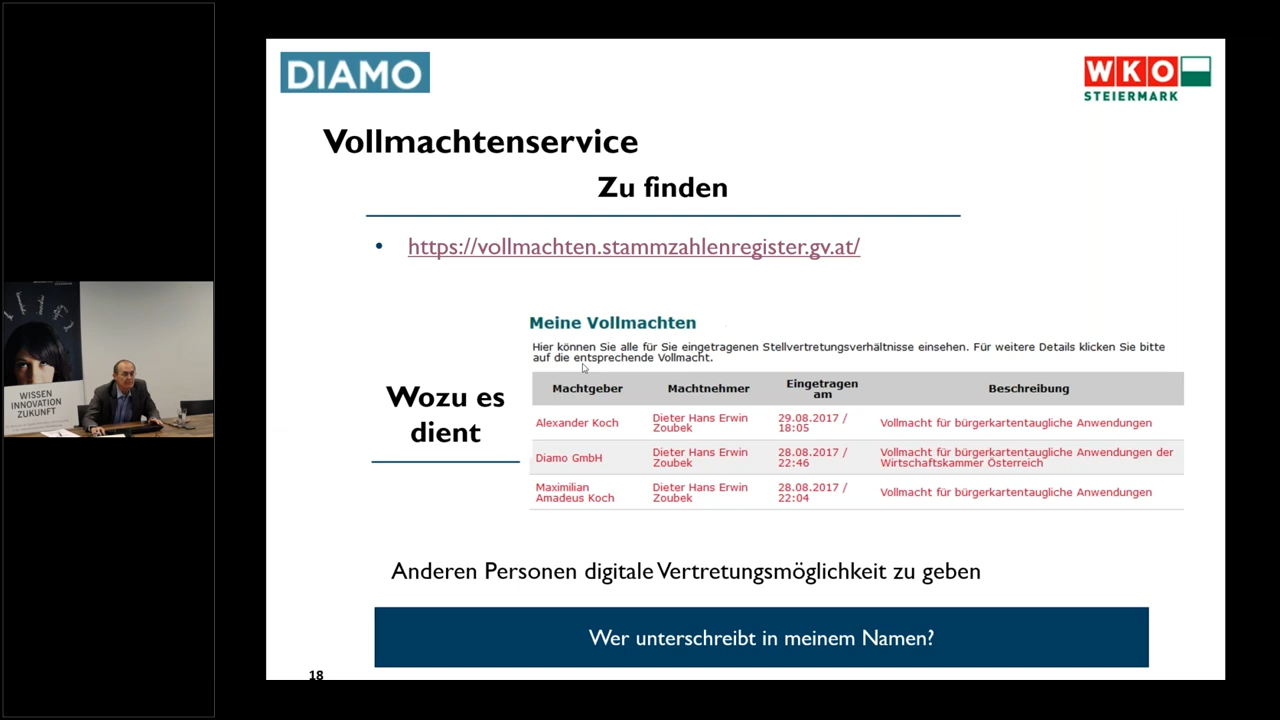 DIAMO
WKO
STEIERMARK
Vollmachtenservice
Zu finden
• https://vollmachten.stammzahlenregister.gv.at/
Meine Vollmachten
Hier können Sie alle für Sie eingetragenen Stellvertretungsverhältnisse einsehen. Für weitere Details klicken Sie bitte
auf die entsprechende Vollmacht.
Wozu es
dient
Machtgeber Machtnehmer Eingetragen am Beschreibung
Alexander Koch Dieter Hans Erwin Zoubek 29.08.2017 / 18:05 Vollmacht für bürgerkartentaugliche Anwendungen
Diamo GmbH Dieter Hans Erwin Zoubek 28.08.2017 / 22:46 Vollmacht für bürgerkartentaugliche Anwendungen der Wirtschaftskammer Österreich
Maximilian Amadeus Koch Dieter Hans Erwin Zoubek 28.08.2017 / 22:04 Vollmacht für bürgerkartentaugliche Anwendungen
Anderen Personen digitale Vertretungsmöglichkeit zu geben
Wer unterschreibt in meinem Namen?
18
WISSEN
INNOVATION
ZUKUNFT